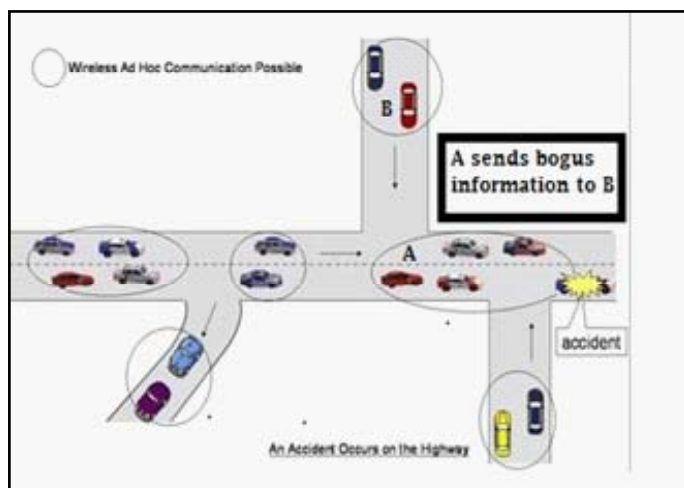 Wireless Ad Hoc Communication Possible
B
A sends bogus
information to B
A
accident
An Accident Occurs on the Highway